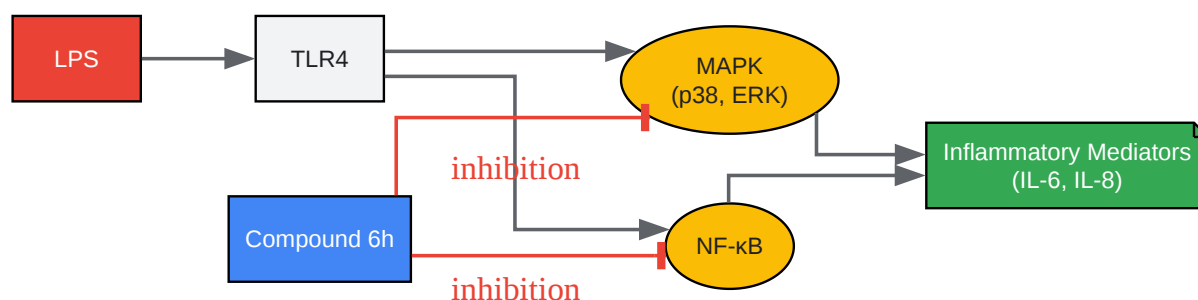 LPS
TLR4
MAPK
(p38, ERK)
inhibition
Inflammatory Mediators
(IL-6, IL-8)
Compound 6h
NF-κB
inhibition